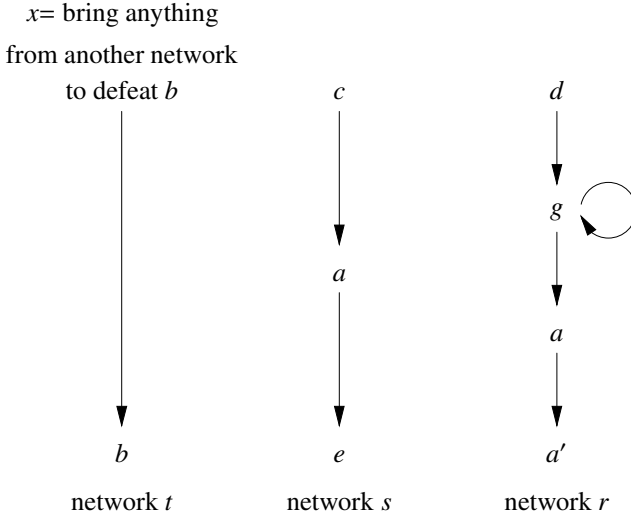 x= bring anything
from another network
to defeat b
c
d
g
a
a
b
e
a′
network t
network s
network r